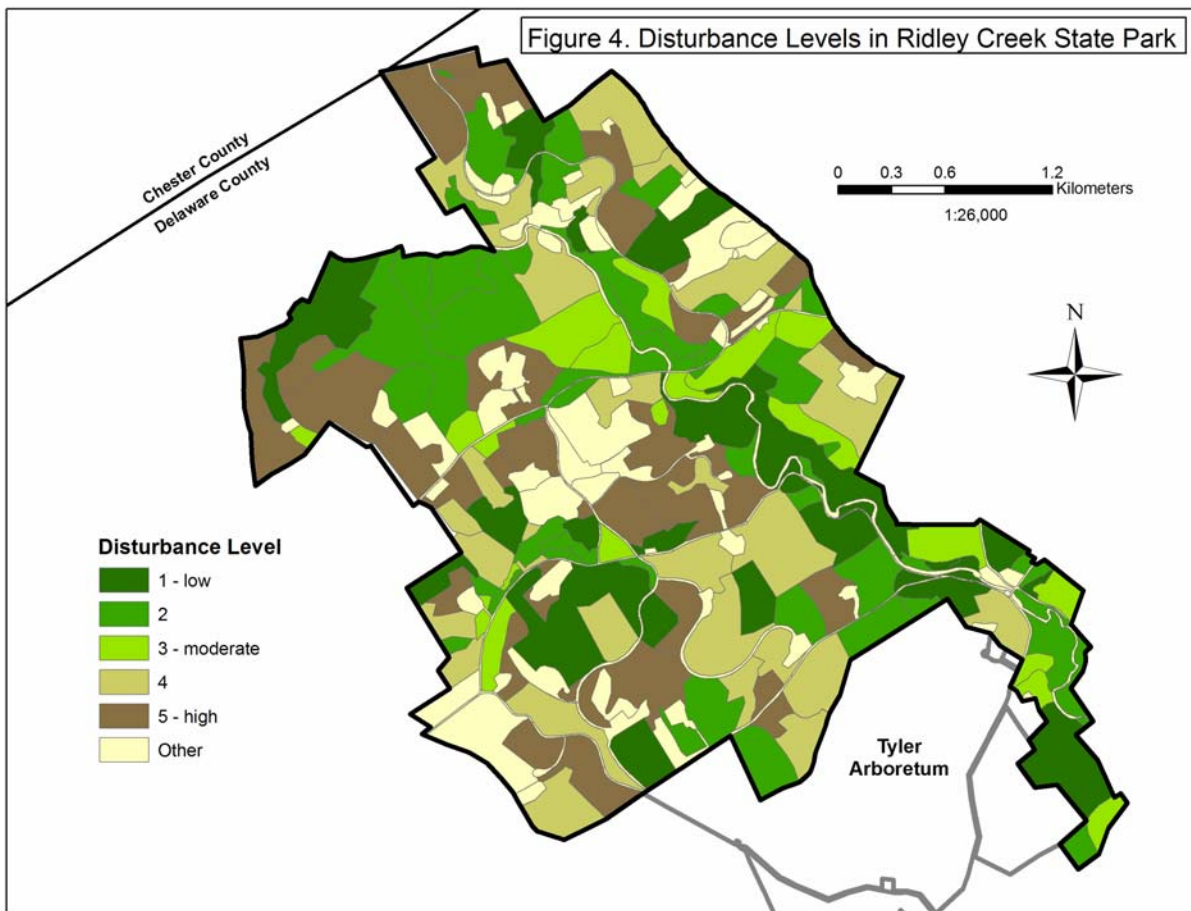 Figure 4. Disturbance Levels in Ridley Creek State Park
Chester County
Delaware County
0 0.3 0.6 1.2
Kilometers
1:26,000
N
Disturbance Level
1 - low
2
3 - moderate
4
5 - high
Other
Tyler
Arboretum